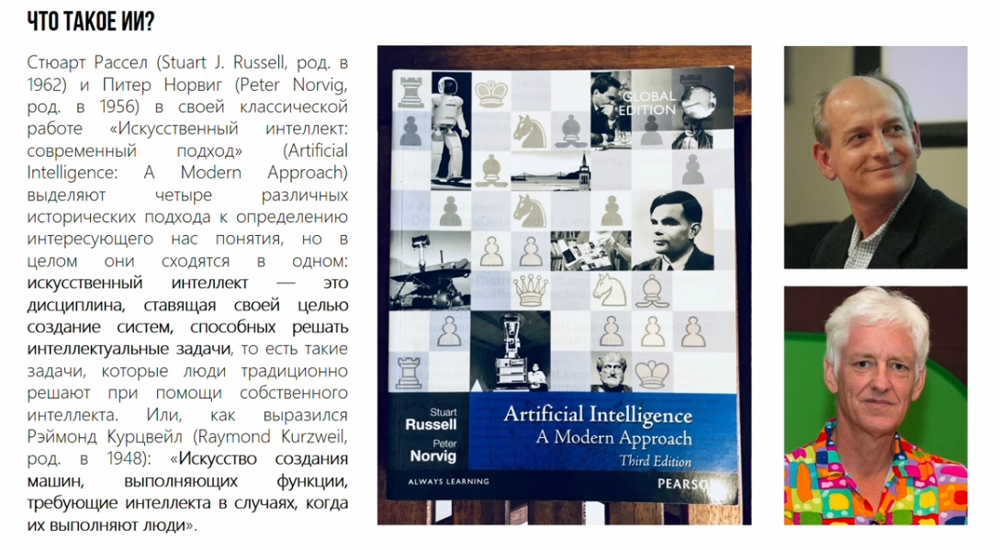 ЧТО ТАКОЕ ИИ?
Стюарт Рассел (Stuart J. Russell, род. в
1962) и Питер Норвиг (Peter Norvig,
род. в 1956) в своей классической
работе «Искусственный интеллект:
современный подход» (Artificial
Intelligence: A Modern Approach)
выделяют четыре различных
исторических подхода к определению
интересующего нас понятия, но в
целом они сходятся в одном:
искусственный интеллект — это
дисциплина, ставящая своей целью
создание систем, способных решать
интеллектуальные задачи, то есть такие
задачи, которые люди традиционно
решают при помощи собственного
интеллекта. Или, как выразился
Рэймонд Курцвейл (Raymond Kurzweil,
род. в 1948): «Искусство создания
машин, выполняющих функции,
требующие интеллекта в случаях, когда
их выполняют люди».
GLOBAL
EDITION
Stuart
Russell
Peter
Norvig
Artificial Intelligence
A Modern Approach
Third Edition
ALWAYS LEARNING
PEARSON